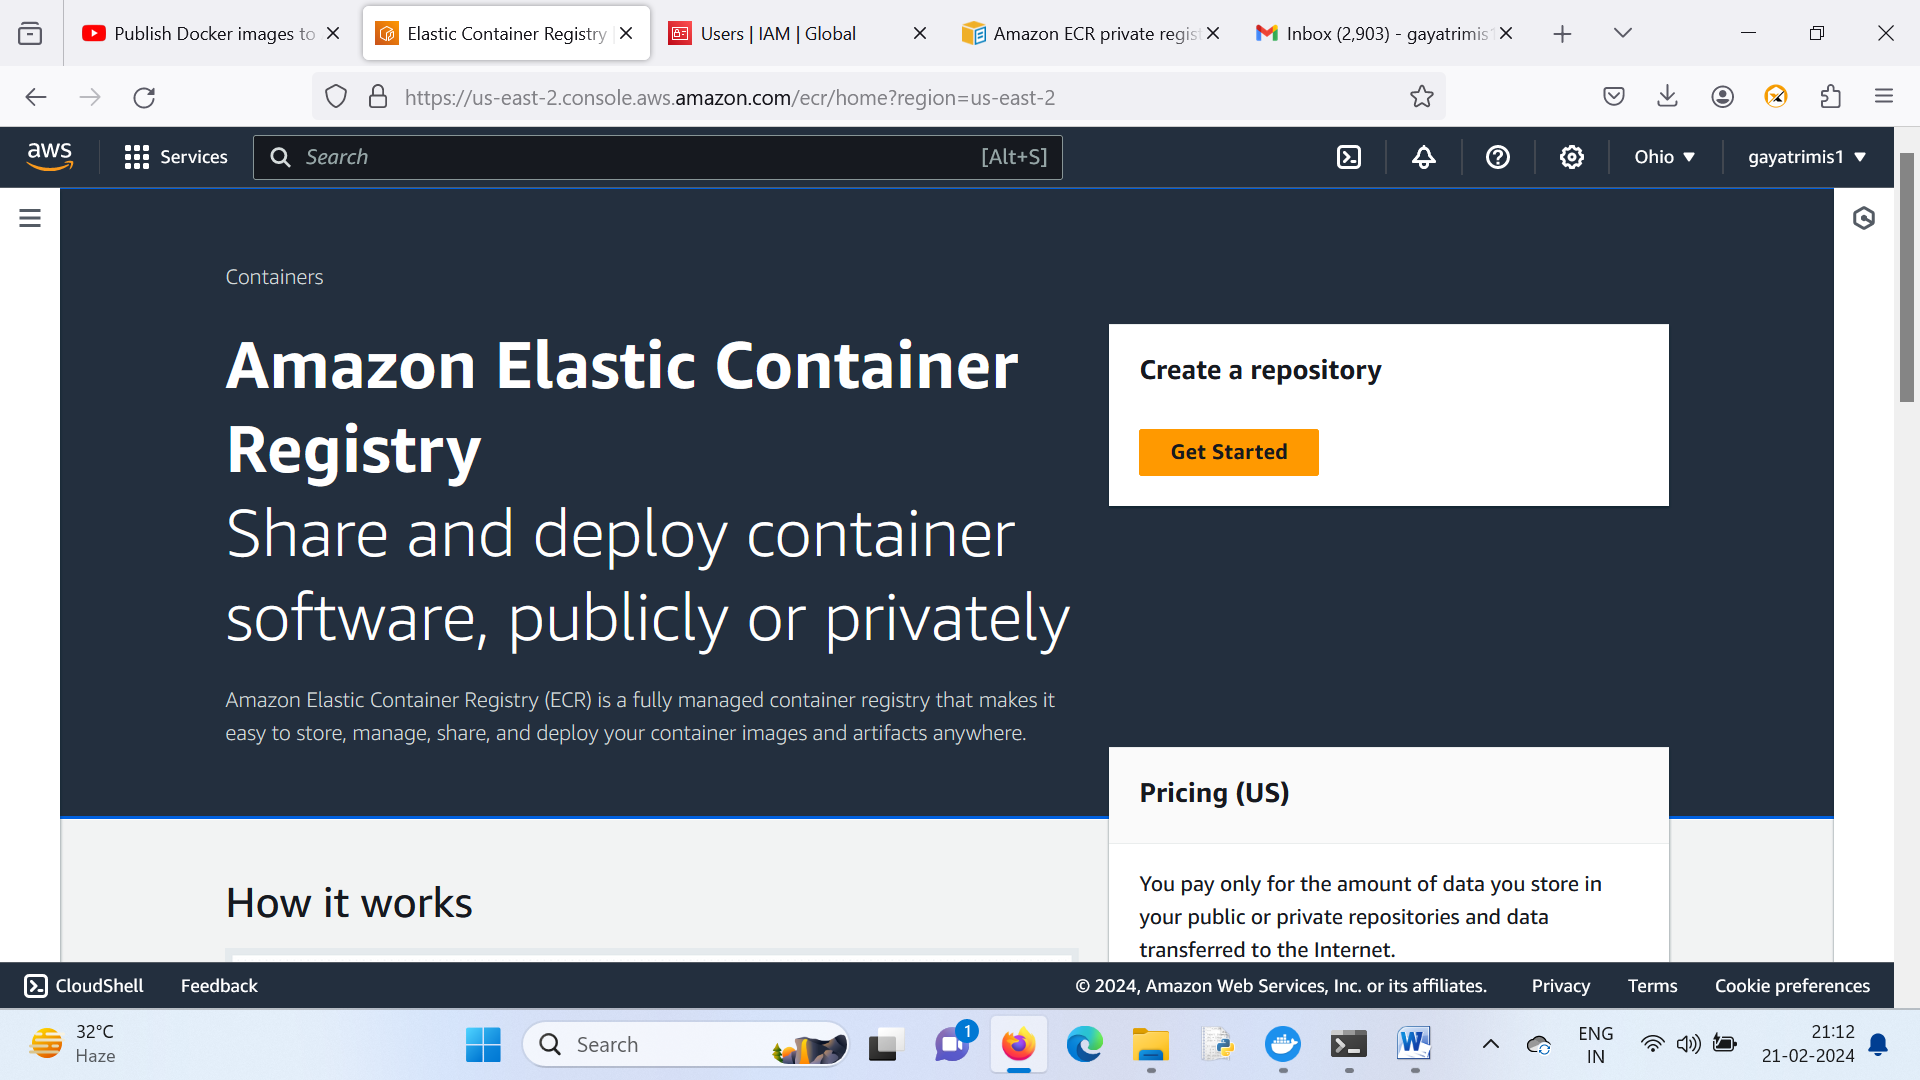 Publish Docker images to
Elastic Container Registry
Users | IAM | Global
Amazon ECR private regist
Inbox (2,903) - gayatrimis1
https://us-east-2.console.aws.amazon.com/ecr/home?region=us-east-2
aws
Services
Search
[Alt+S]
Ohio
gayatrimis1
Containers
Amazon Elastic Container
Registry
Share and deploy container
software, publicly or privately
Amazon Elastic Container Registry (ECR) is a fully managed container registry that makes it
easy to store, manage, share, and deploy your container images and artifacts anywhere.
Create a repository
Get Started
Pricing (US)
You pay only for the amount of data you store in
your public or private repositories and data
transferred to the Internet.
How it works
CloudShell
Feedback
© 2024, Amazon Web Services, Inc. or its affiliates.
Privacy
Terms
Cookie preferences
32°C
Haze
Search
1
W
ENG
IN
21:12
21-02-2024